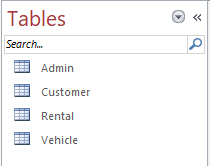 Tables
Search...
Admin
Customer
Rental
Vehicle